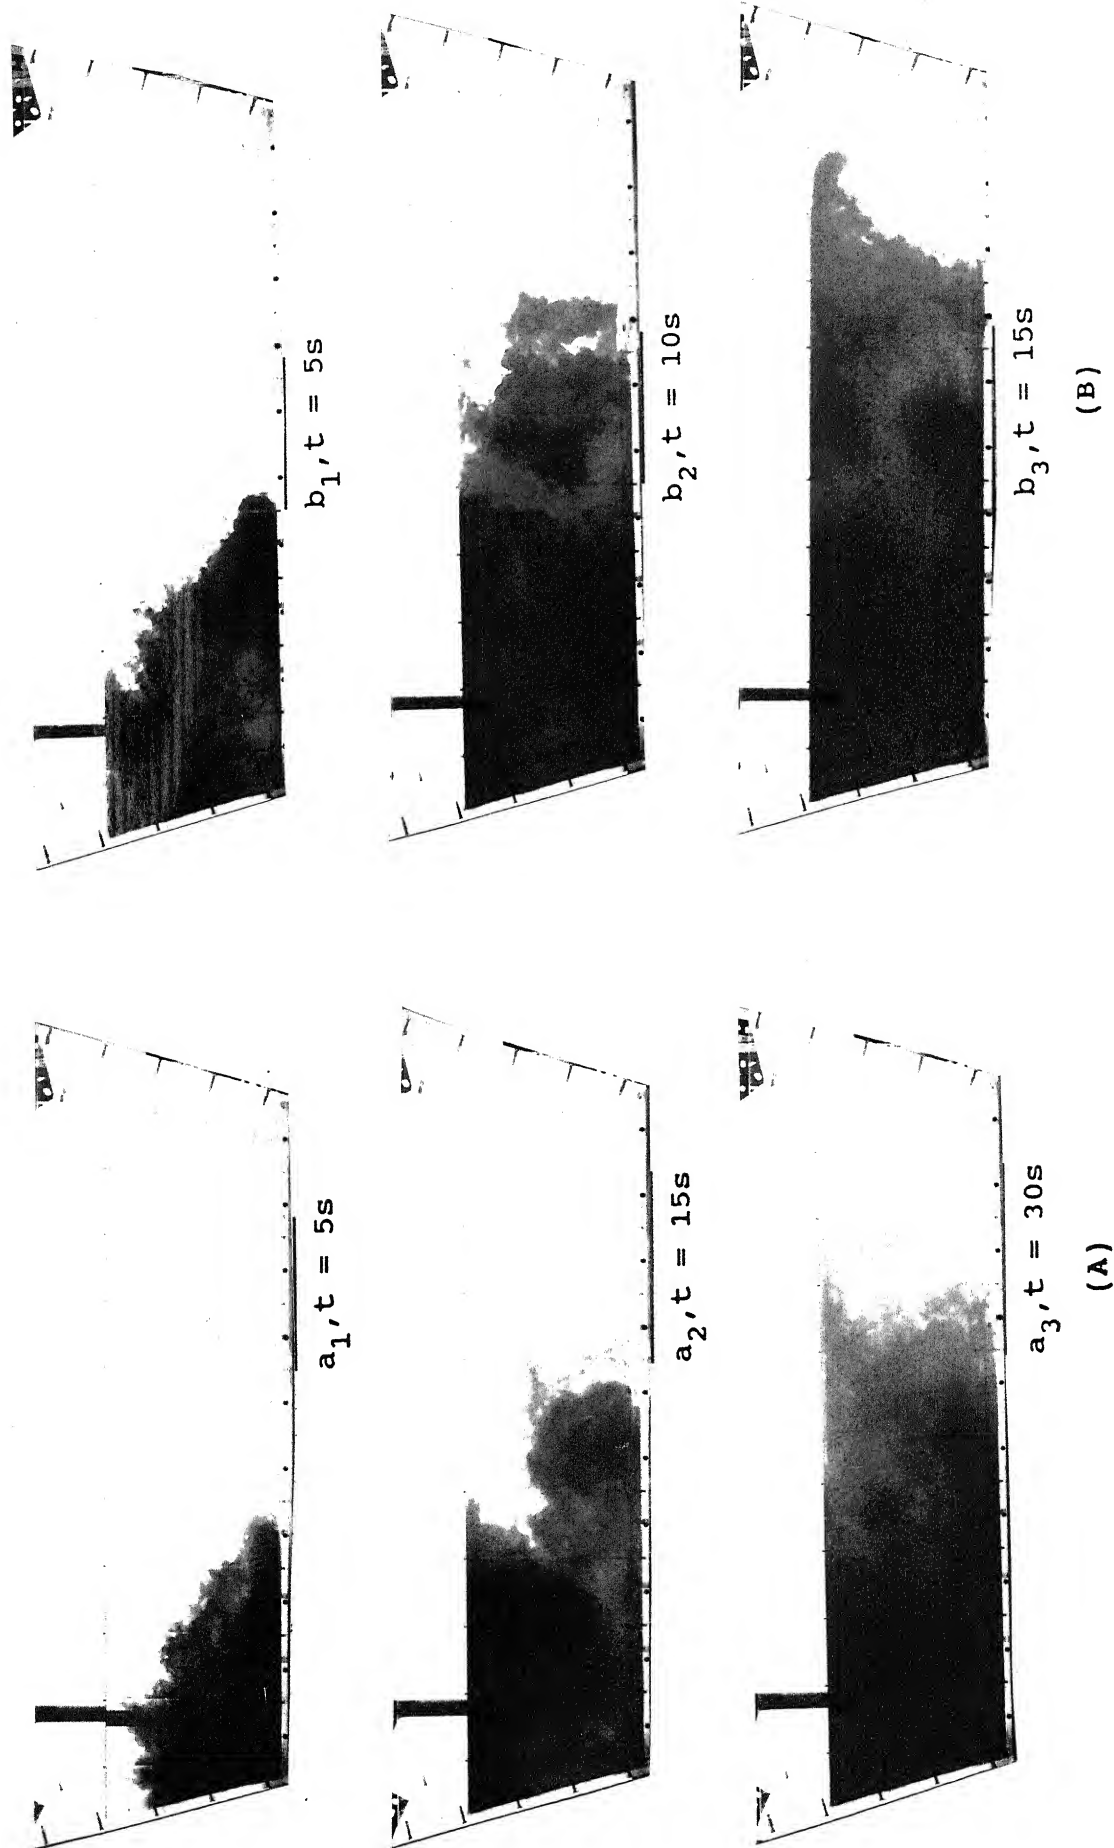 a₁, t = 5s
a₂, t = 15s
a₃, t = 30s
(A)
b₁, t = 5s
b₂, t = 10s
b₃, t = 15s
(B)